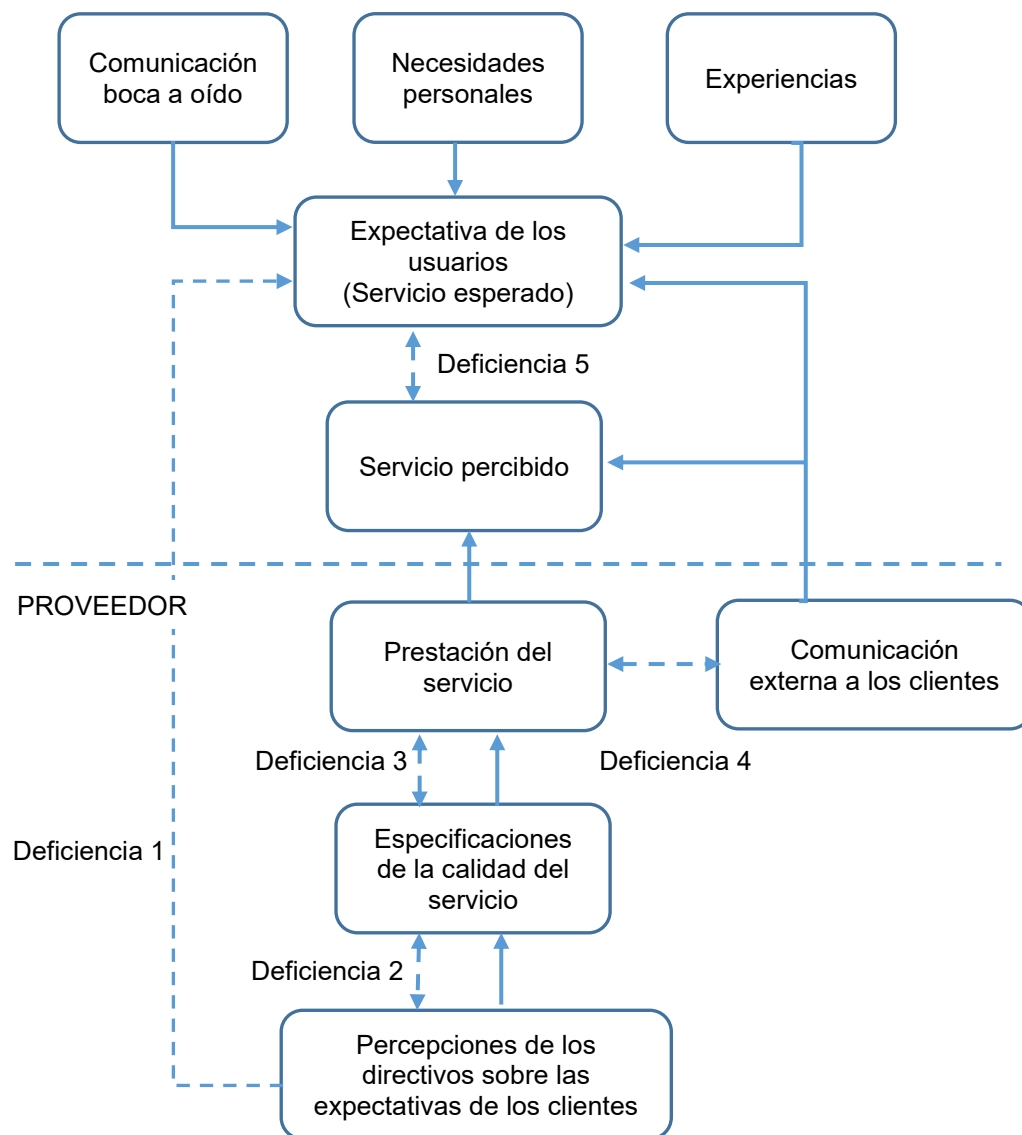 Comunicación
boca a oído
Necesidades
personales
Experiencias
Expectativa de los
usuarios
(Servicio esperado)
Deficiencia 5
Servicio percibido
PROVEEDOR
Prestación del
servicio
Comunicación
externa a los clientes
Deficiencia 3
Deficiencia 4
Especificaciones
de la calidad del
servicio
Deficiencia 1
Deficiencia 2
Percepciones de los
directivos sobre las
expectativas de los clientes